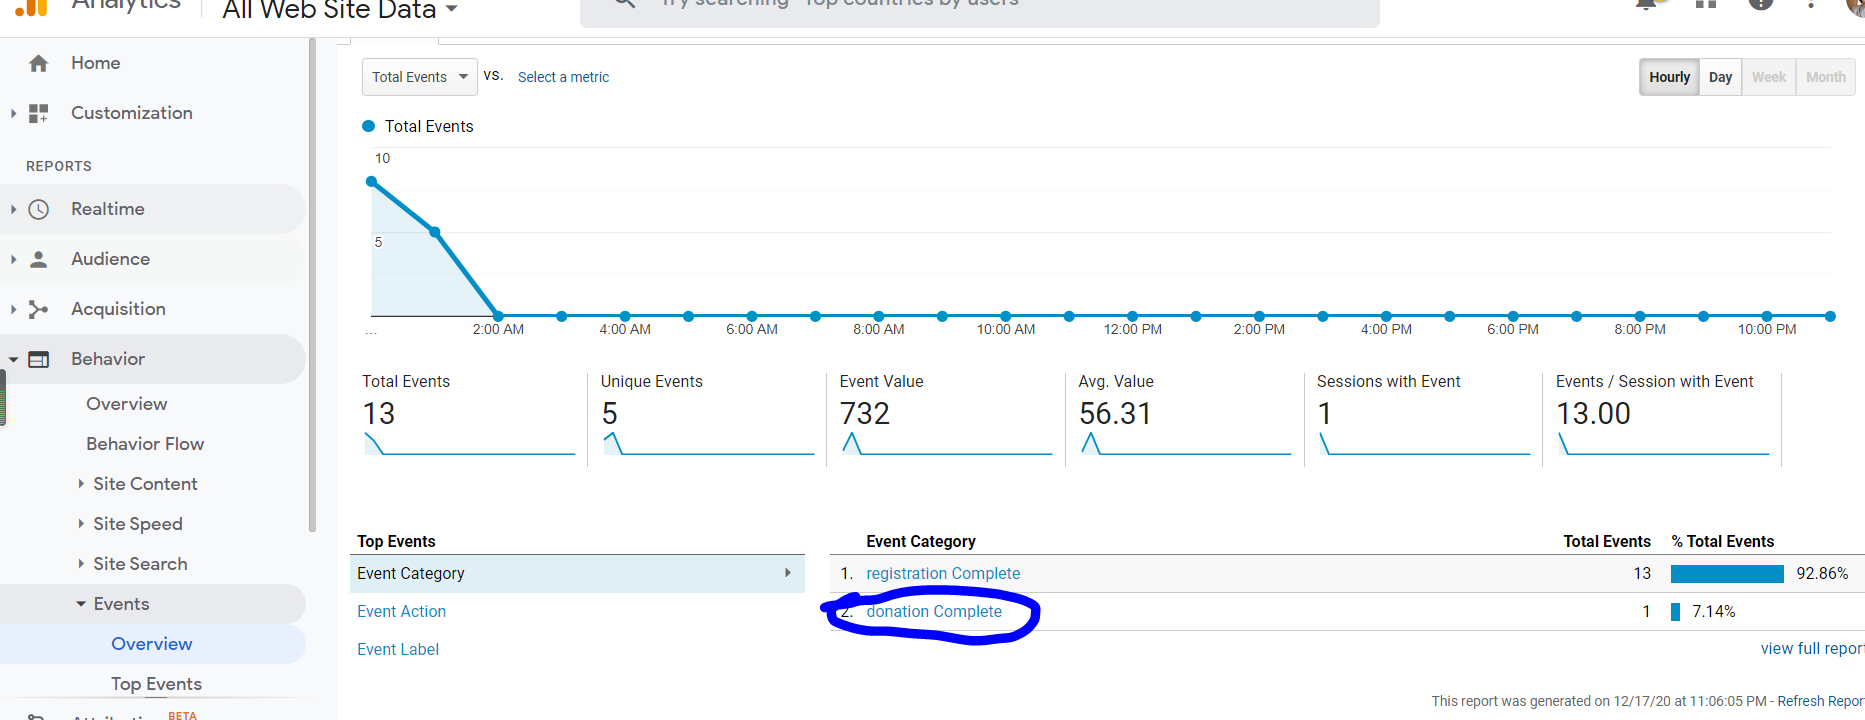 Analytics
All Web Site Data
Try searching "Top countries by users"
Home
Customization
REPORTS
Realtime
Audience
Acquisition
Behavior
Overview
Behavior Flow
Site Content
Site Speed
Site Search
Events
Overview
Top Events
BETA
Total Events
VS.
Select a metric
Hourly
Day
Week
Month
Total Events
10
5
... 2:00 AM 4:00 AM 6:00 AM 8:00 AM 10:00 AM 12:00 PM 2:00 PM 4:00 PM 6:00 PM 8:00 PM 10:00 PM
Total Events
13
Unique Events
5
Event Value
732
Avg. Value
56.31
Sessions with Event
1
Events / Session with Event
13.00
Top Events
Event Category
Event Action
Event Label
Event Category Total Events % Total Events
1. registration Complete 13 92.86%
2. donation Complete 1 7.14%
view full report
This report was generated on 12/17/20 at 11:06:05 PM - Refresh Repor